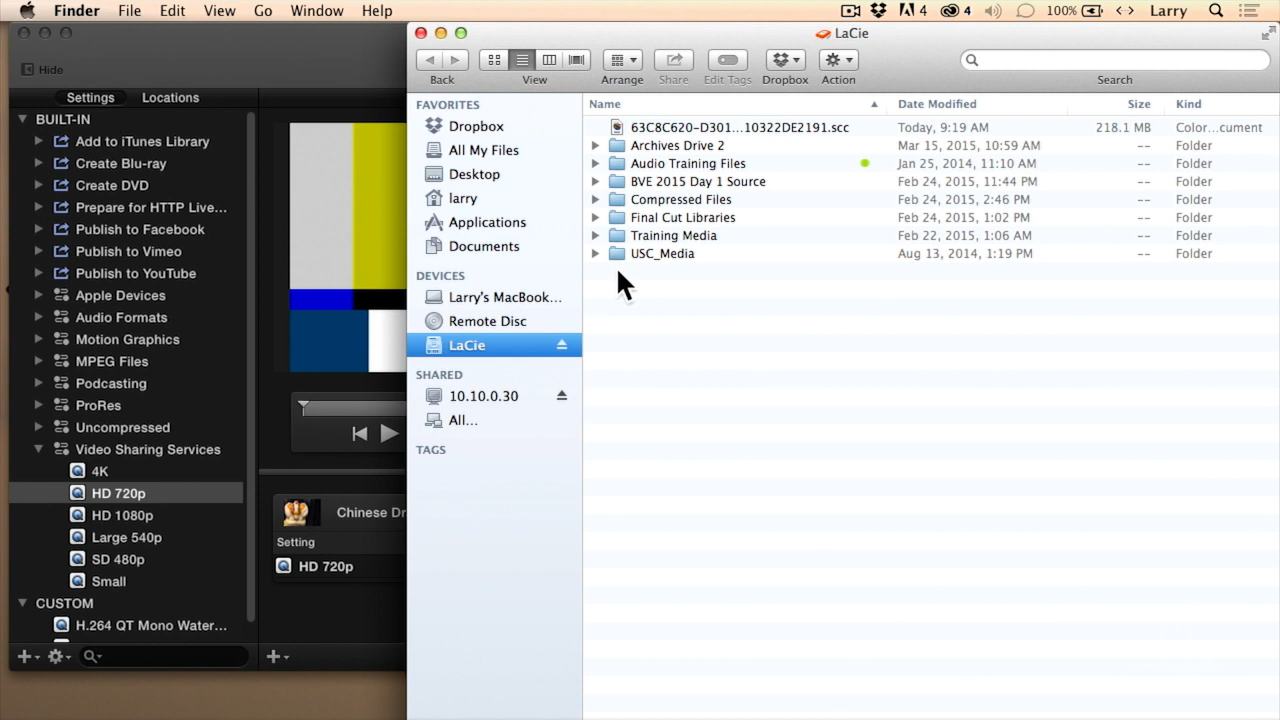 Finder File Edit View Go Window Help 4 4 100% Larry
Hide
Settings Locations
BUILT-IN
Add to iTunes Library
Create Blu-ray
Create DVD
Prepare for HTTP Live...
Publish to Facebook
Publish to Vimeo
Publish to YouTube
Apple Devices
Audio Formats
Motion Graphics
MPEG Files
Podcasting
ProRes
Uncompressed
Video Sharing Services
4K
HD 720p
HD 1080p
Large 540p
SD 480p
Small
CUSTOM
H.264 QT Mono Water...
Chinese Dr
Setting
HD 720p
LaCie
Back View Arrange Share Edit Tags Dropbox Action Search
FAVORITES
Dropbox
All My Files
Desktop
larry
Applications
Documents
DEVICES
Larry's MacBook...
Remote Disc
LaCie
SHARED
10.10.0.30
All...
TAGS
Name Date Modified Size Kind
63C8C620-D301...10322DE2191.scc Today, 9:19 AM 218.1 MB Color...cument
Archives Drive 2 Mar 15, 2015, 10:59 AM -- Folder
Audio Training Files Jan 25, 2014, 11:10 AM -- Folder
BVE 2015 Day 1 Source Feb 24, 2015, 11:44 PM -- Folder
Compressed Files Feb 24, 2015, 2:46 PM -- Folder
Final Cut Libraries Feb 24, 2015, 1:02 PM -- Folder
Training Media Feb 22, 2015, 1:06 AM -- Folder
USC_Media Aug 13, 2014, 1:19 PM -- Folder